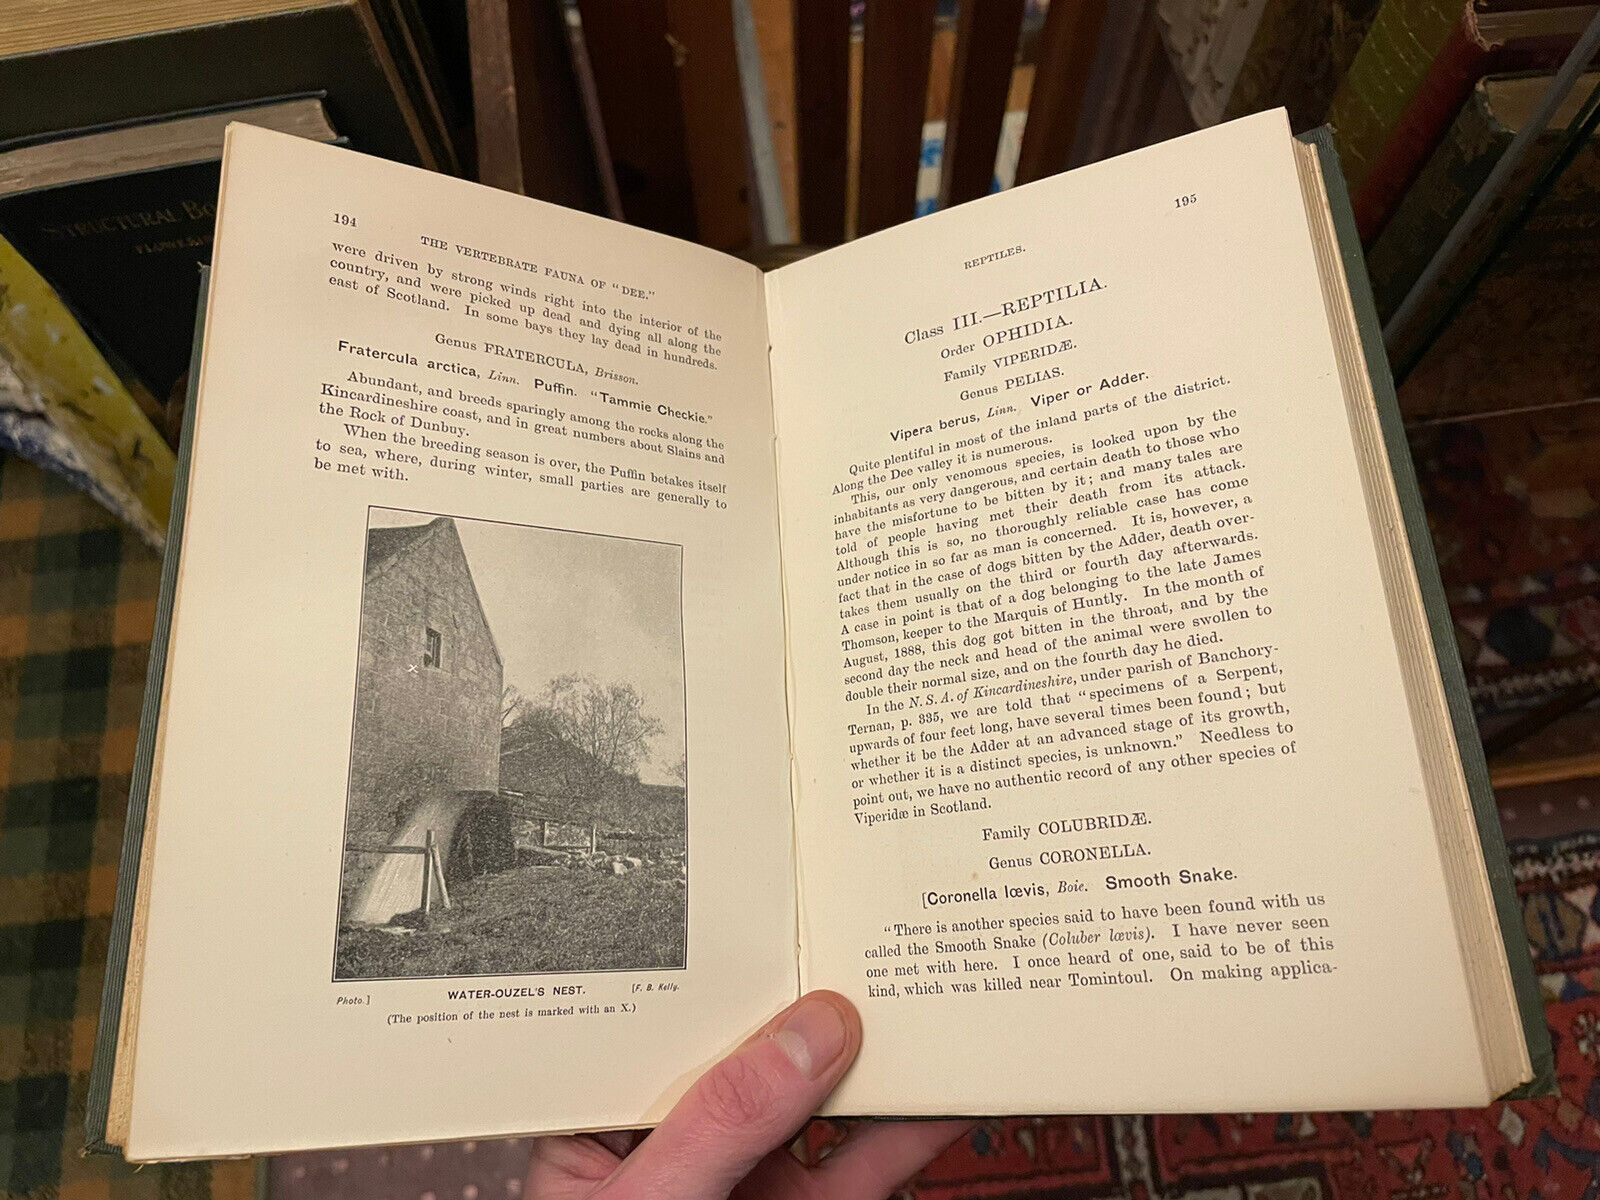 STRUCTURAL
194
THE VERTEBRATE FAUNA OF "DEE."
were driven by strong winds right into the interior of the
country, and were picked up dead and dying all along the
east of Scotland. In some bays they lay dead in hundreds.
Genus FRATERCULA, Brisson.
Fratercula arctica, Linn. Puffin. "Tammie Checkie."
Abundant, and breeds sparingly among the rocks along the
Kincardineshire coast, and in great numbers about Slains and
the Rock of Dunbuy.
When the breeding season is over, the Puffin betakes itself
to sea, where, during winter, small parties are generally to
be met with.
X
Photo.]
WATER-OUZEL'S NEST.
[F. B. Kelly.
(The position of the nest is marked with an X.)
195
REPTILES.
Class III.—REPTILIA.
Order OPHIDIA.
Family VIPERIDÆ.
Genus PELIAS.
Vipera berus, Linn. Viper or Adder.
Quite plentiful in most of the inland parts of the district.
Along the Dee valley it is numerous.
This, our only venomous species, is looked upon by the
inhabitants as very dangerous, and certain death to those who
have the misfortune to be bitten by it; and many tales are
told of people having met their death from its attack.
Although this is so, no thoroughly reliable case has come
under notice in so far as man is concerned. It is, however, a
fact that in the case of dogs bitten by the Adder, death over-
takes them usually on the third or fourth day afterwards.
A case in point is that of a dog belonging to the late James
Thomson, keeper to the Marquis of Huntly. In the month of
August, 1888, this dog got bitten in the throat, and by the
second day the neck and head of the animal were swollen to
double their normal size, and on the fourth day he died.
In the N. S. A. of Kincardineshire, under parish of Banchory-
Ternan, p. 335, we are told that "specimens of a Serpent,
upwards of four feet long, have several times been found; but
whether it be the Adder at an advanced stage of its growth,
or whether it is a distinct species, is unknown." Needless to
point out, we have no authentic record of any other species of
Viperidæ in Scotland.
Family COLUBRIDÆ.
Genus CORONELLA.
[Coronella lœvis, Boie. Smooth Snake.
"There is another species said to have been found with us
called the Smooth Snake (Coluber lœvis). I have never seen
one met with here. I once heard of one, said to be of this
kind, which was killed near Tomintoul. On making applica-